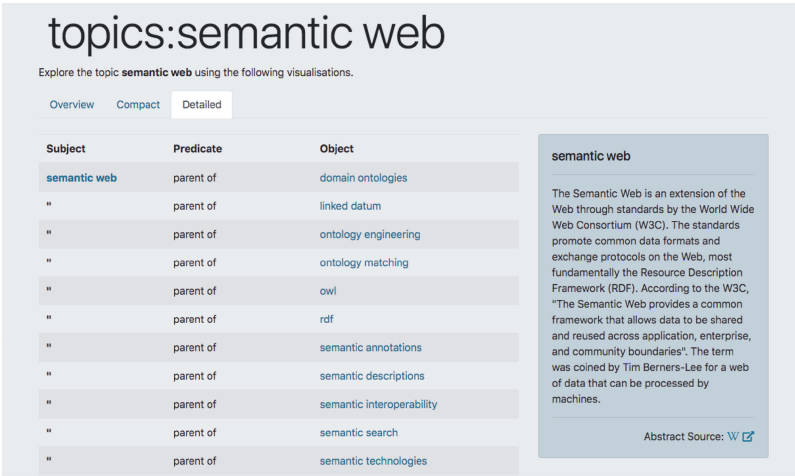 topics:semantic web
Explore the topic semantic web using the following visualisations.
Overview Compact Detailed
Subject Predicate Object
semantic web parent of domain ontologies
" parent of linked datum
" parent of ontology engineering
" parent of ontology matching
" parent of owl
" parent of rdf
" parent of semantic annotations
" parent of semantic descriptions
" parent of semantic interoperability
" parent of semantic search
" parent of semantic technologies
semantic web
The Semantic Web is an extension of the
Web through standards by the World Wide
Web Consortium (W3C). The standards
promote common data formats and
exchange protocols on the Web, most
fundamentally the Resource Description
Framework (RDF). According to the W3C,
"The Semantic Web provides a common
framework that allows data to be shared
and reused across application, enterprise,
and community boundaries". The term
was coined by Tim Berners-Lee for a web
of data that can be processed by
machines.
Abstract Source: W